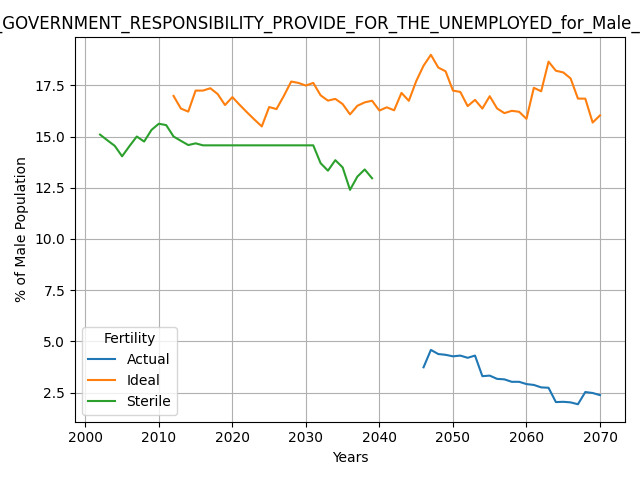 _GOVERNMENT_RESPONSIBILITY_PROVIDE_FOR_THE_UNEMPLOYED_for_Male_
% of Male Population
17.5
15.0
12.5
10.0
7.5
5.0
2.5
Fertility
Actual
Ideal
Sterile
2000 2010 2020 2030 2040 2050 2060 2070
Years